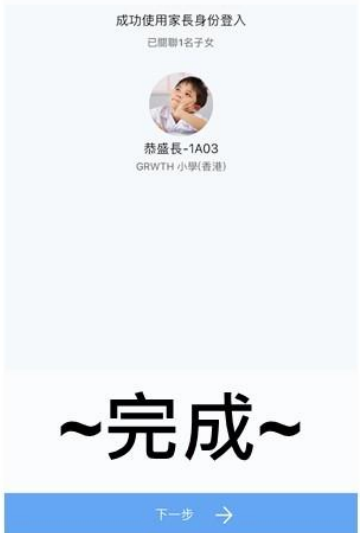 成功使用家長身份登入
已關聯1名子女
恭盛長-1A03
GRWTH 小學(香港)
~完成~
下一步 →